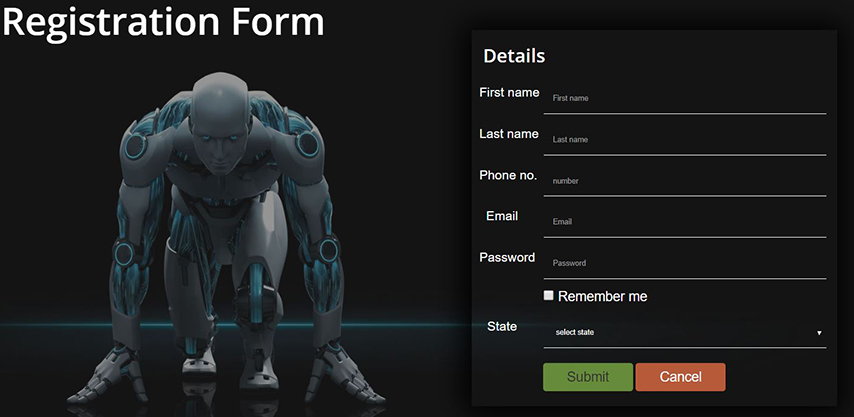 Registration Form
Details
First name First name
Last name Last name
Phone no. number
Email Email
Password Password
Remember me
State select state
Submit Cancel